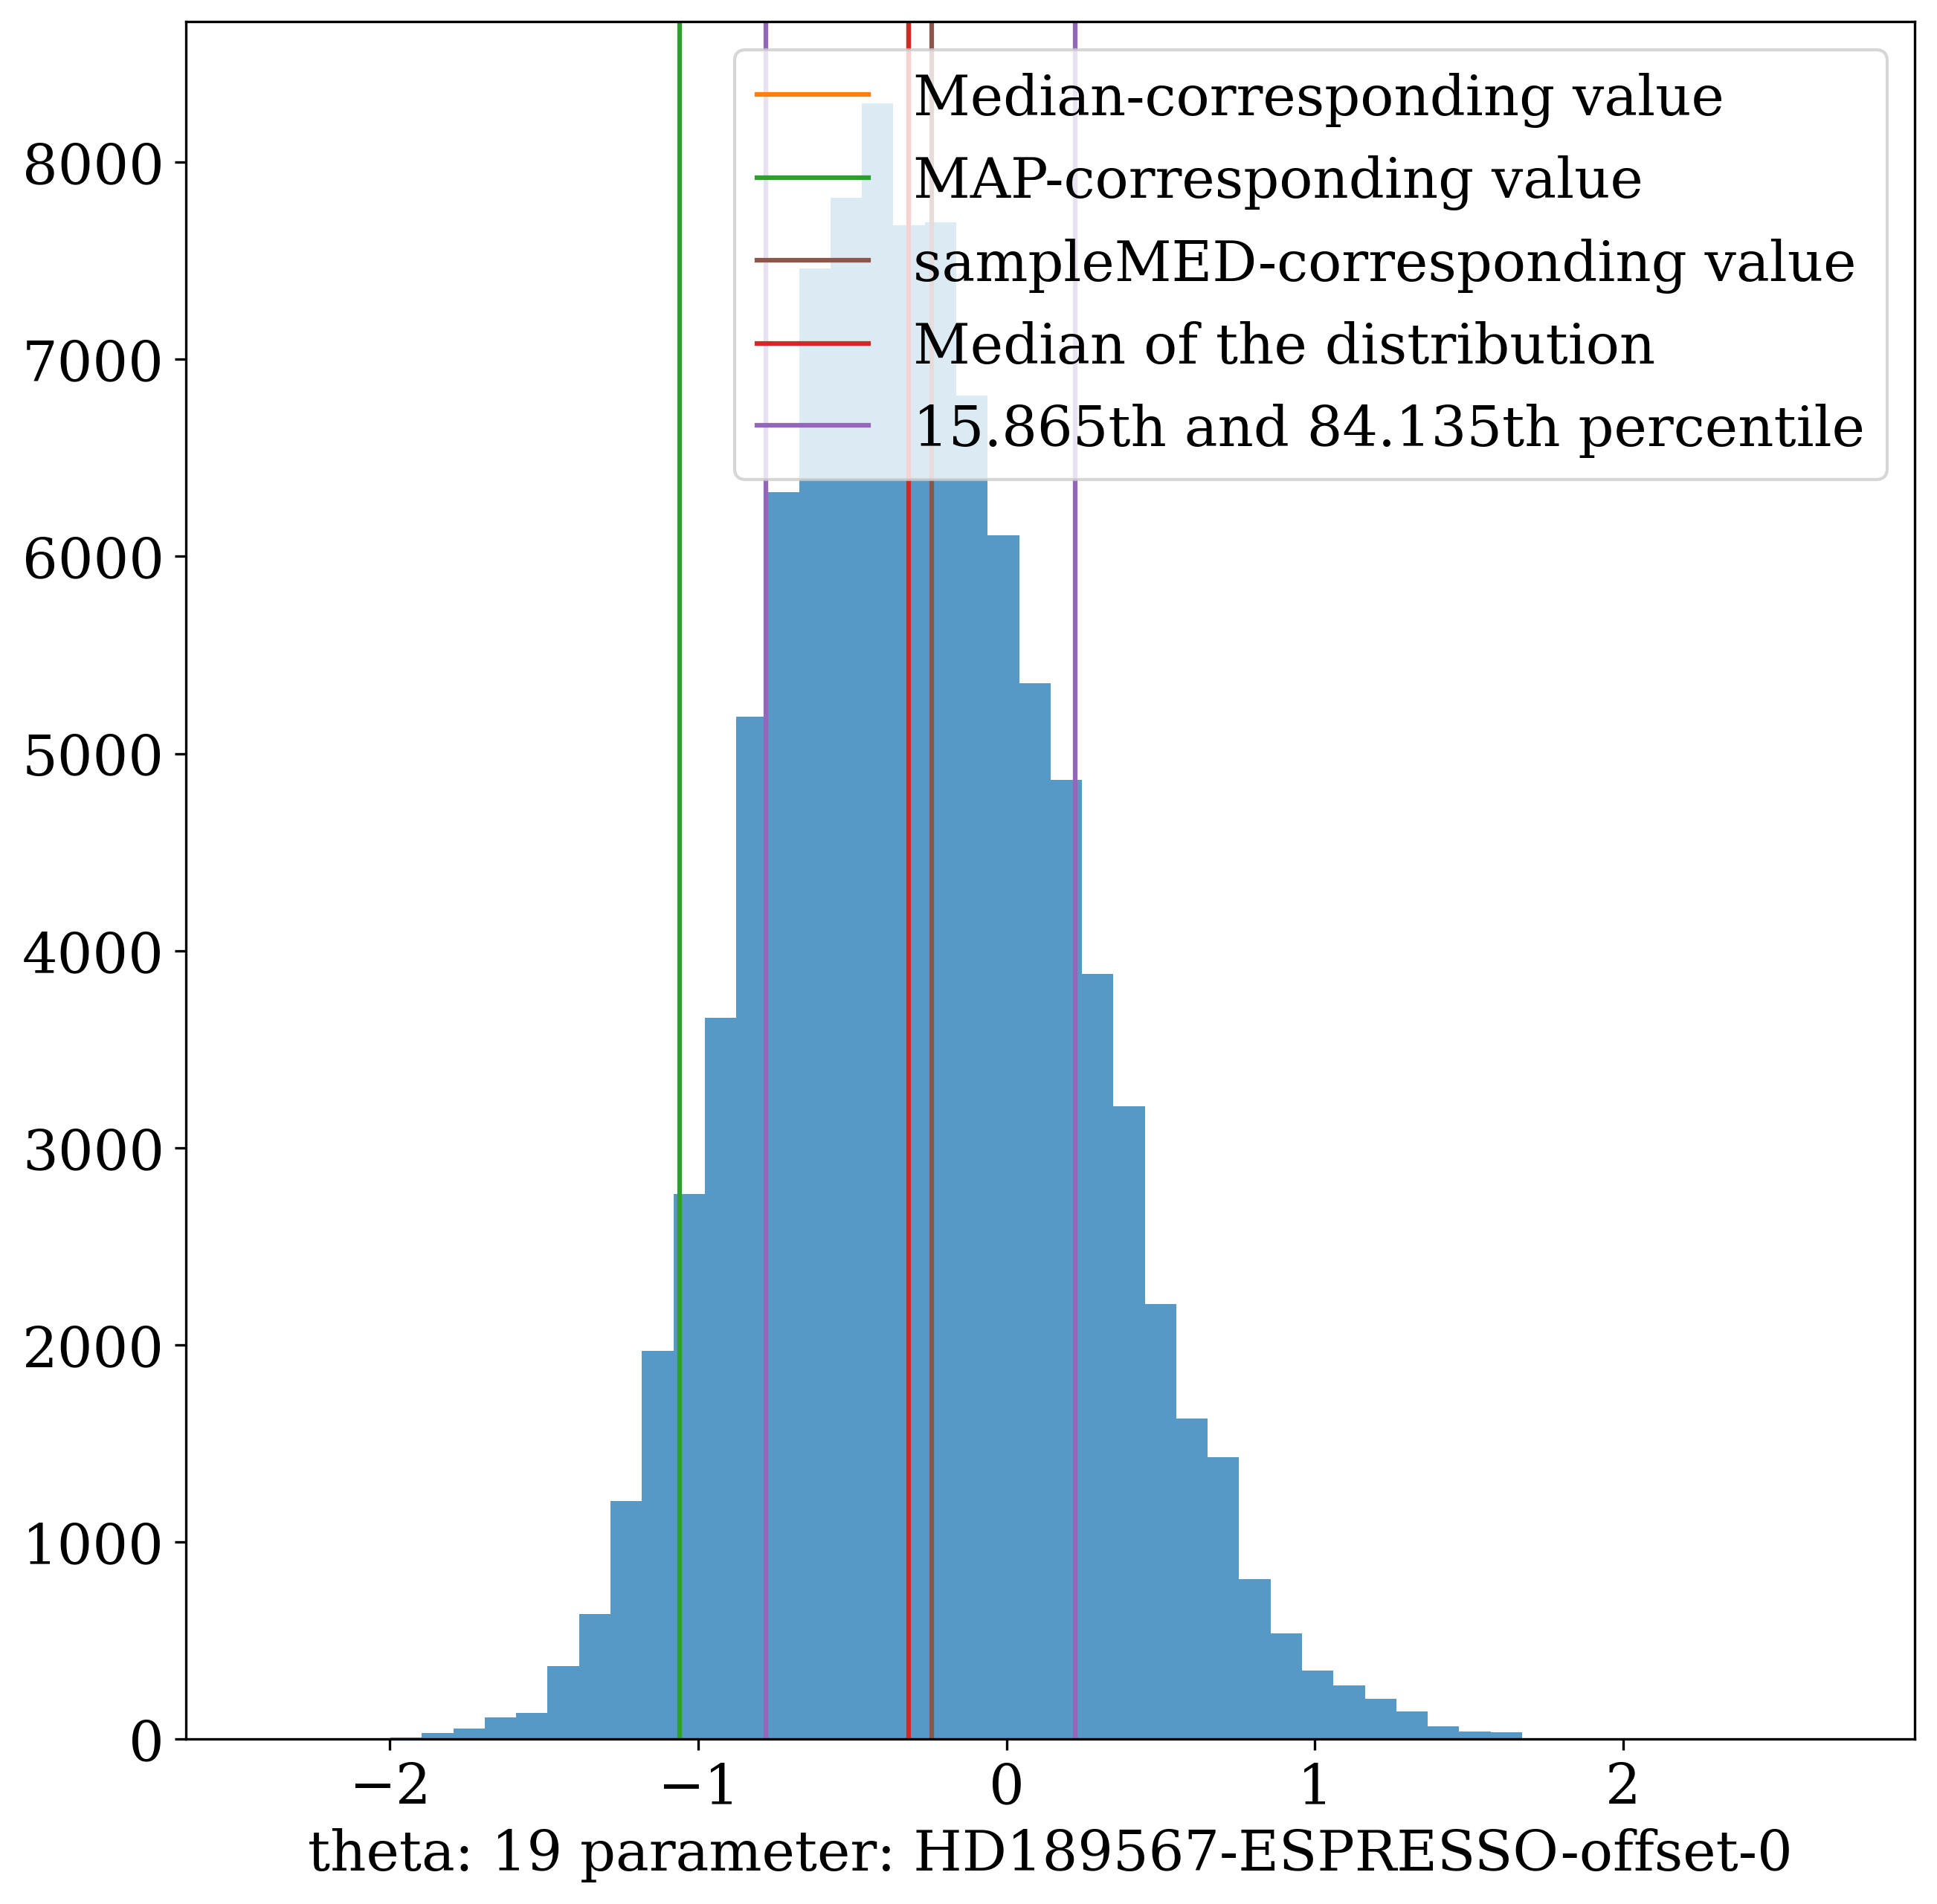 Median-corresponding value
MAP-corresponding value
sampleMED-corresponding value
Median of the distribution
15.865th and 84.135th percentile
8000
7000
6000
5000
4000
3000
2000
1000
0
−2 −1 0 1 2
theta: 19 parameter: HD189567-ESPRESSO-offset-0